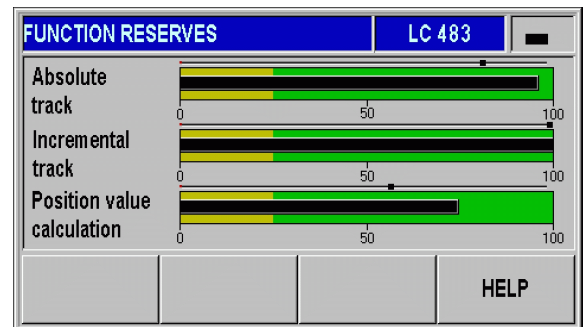 FUNCTION RESERVES LC 483
Absolute
track
0 50 100
Incremental
track
0 50 100
Position value
calculation
0 50 100
HELP